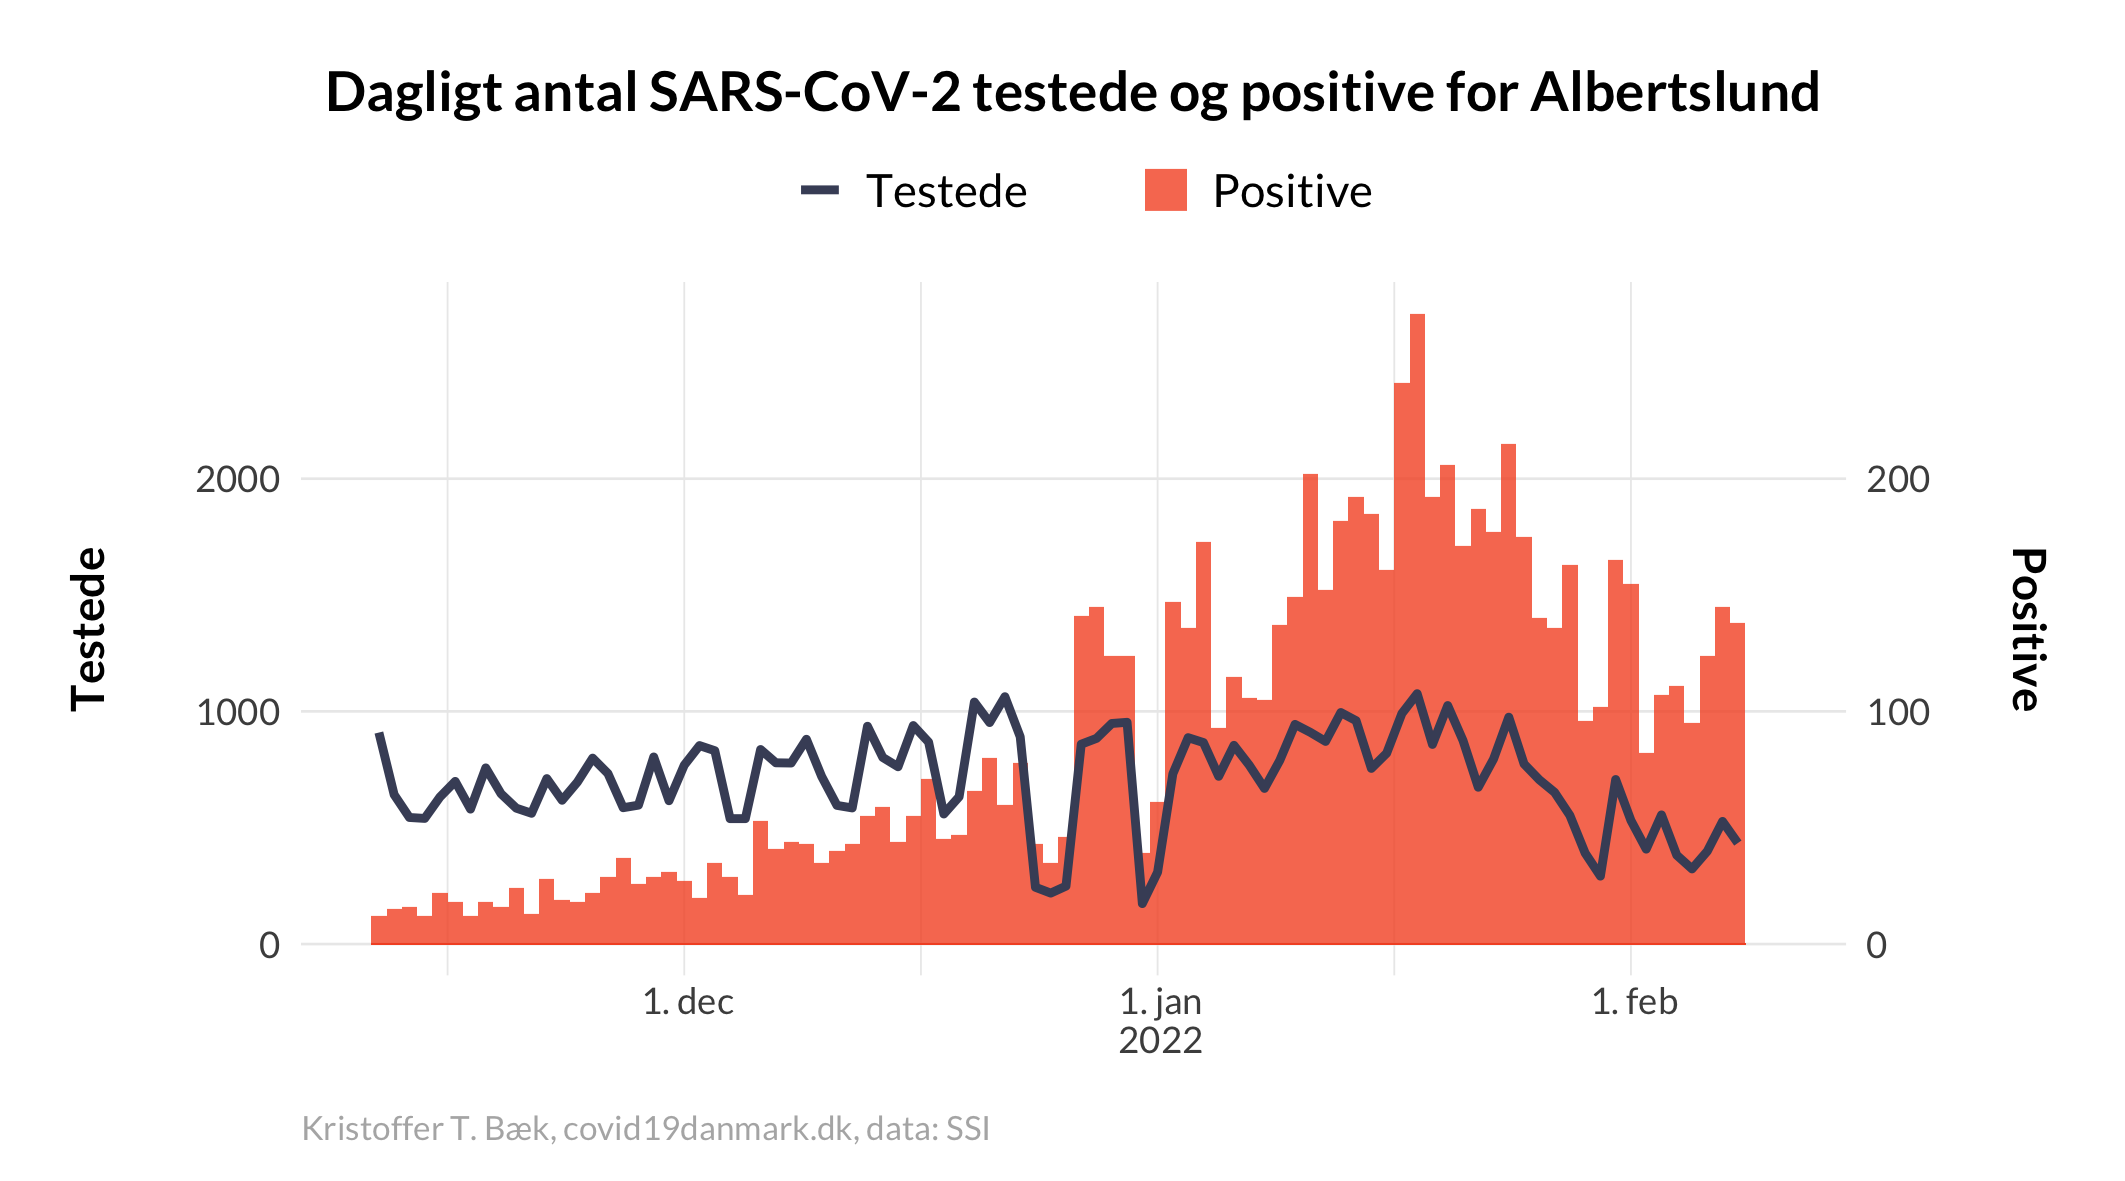 Dagligt antal SARS-CoV-2 testede og positive for Albertslund
Testede
Positive
2000
1000
0
Testede
200
100
0
Positive
1. dec
1. jan
2022
1. feb
Kristoffer T. Bæk, covid19danmark.dk, data: SSI